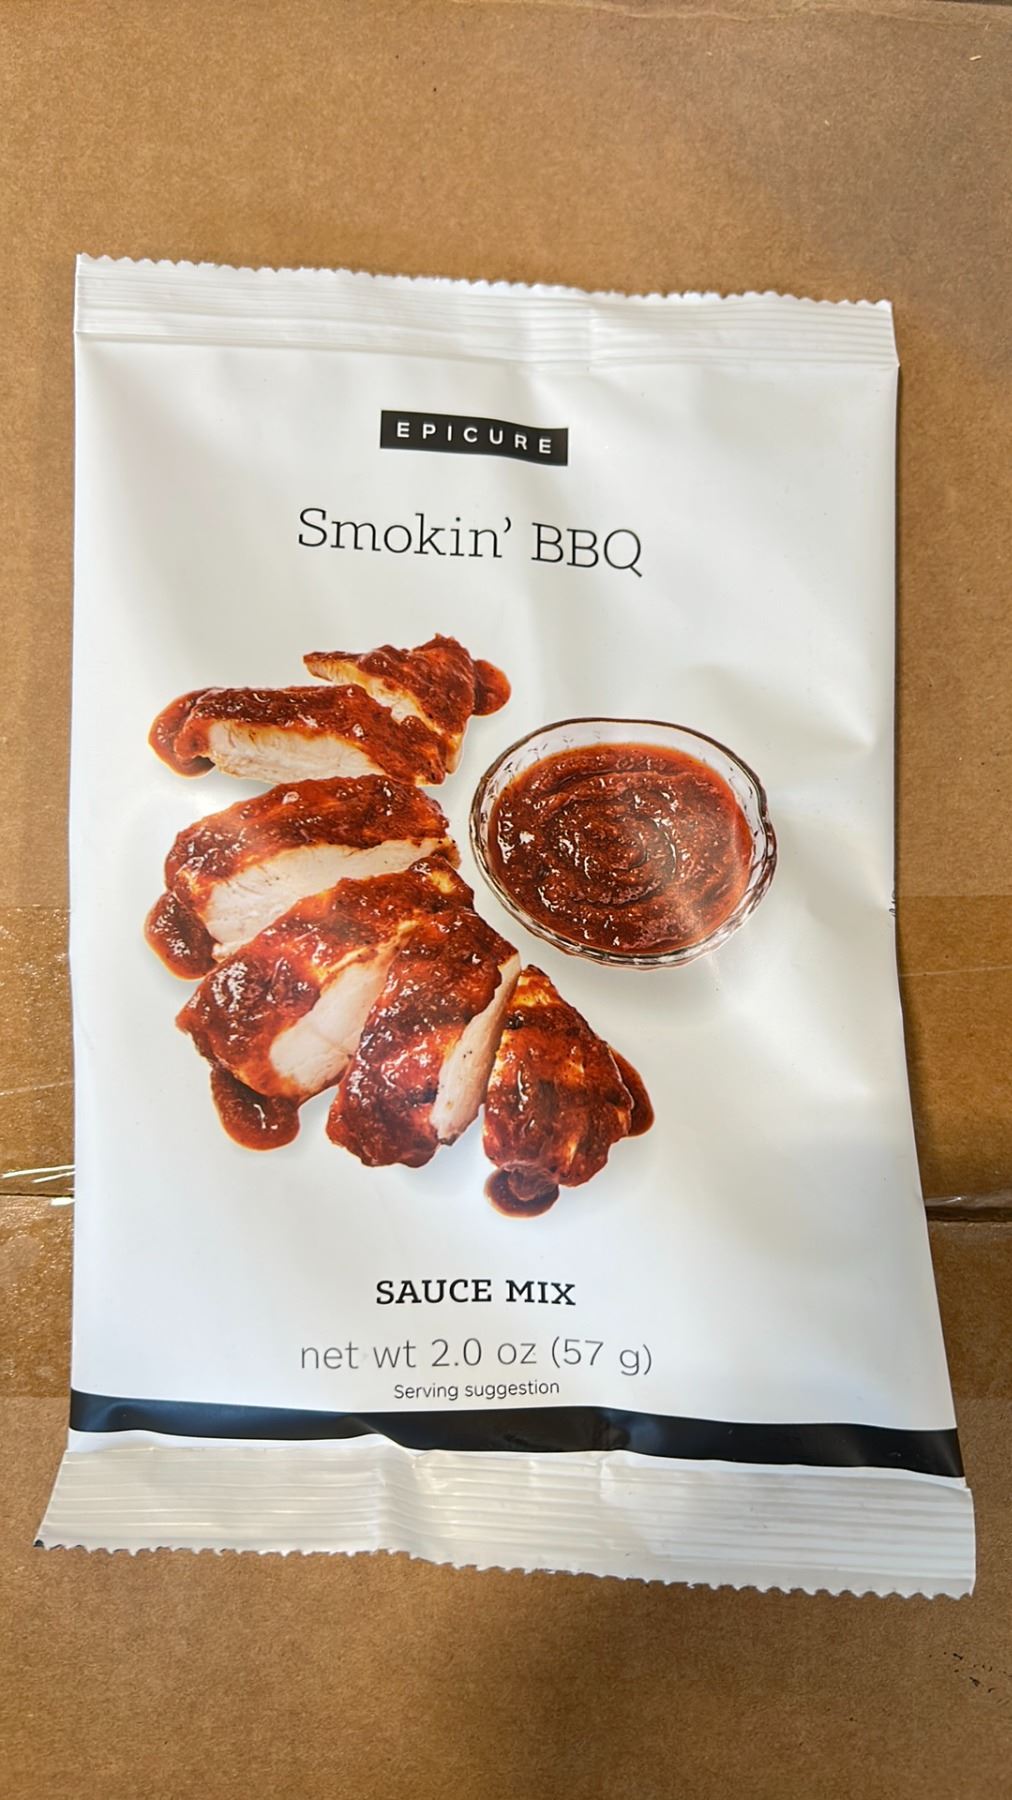 EPICURE
Smokin’ BBQ
SAUCE MIX
net wt 2.0 oz (57 g)
Serving suggestion